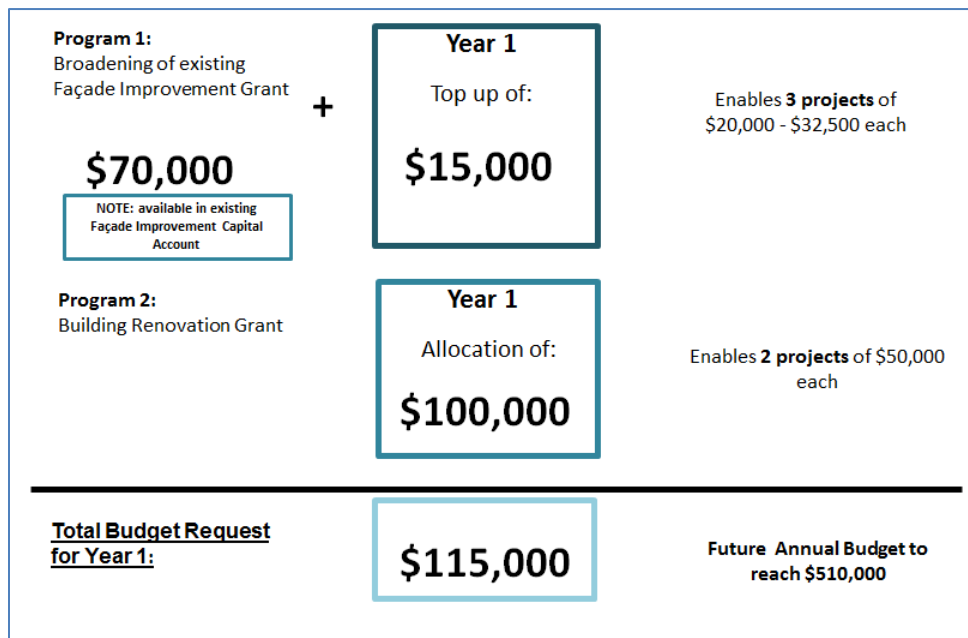 Program 1:
Broadening of existing
Façade Improvement Grant
+
$70,000
NOTE: available in existing
Façade Improvement Capital
Account
Year 1
Top up of:
$15,000
Enables 3 projects of
$20,000 - $32,500 each
Program 2:
Building Renovation Grant
Year 1
Allocation of:
$100,000
Enables 2 projects of $50,000
each
Total Budget Request
for Year 1:
$115,000
Future Annual Budget to
reach $510,000